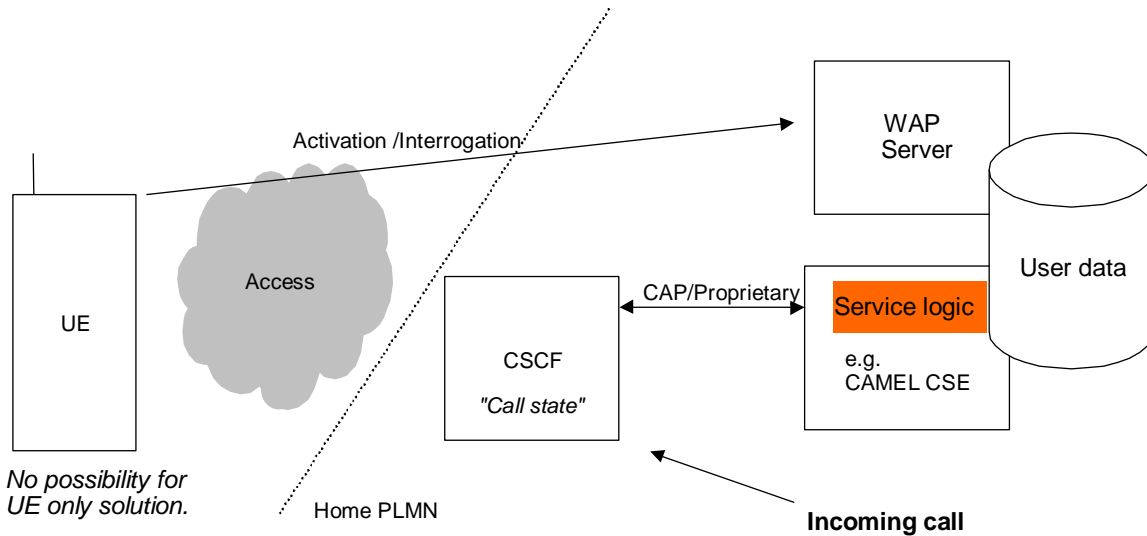 Activation /Interrogation
WAP
Server
User data
Access
UE
CAP/Proprietary
Service logic
e.g.
CAMEL CSE
CSCF
"Call state"
No possibility for
UE only solution.
Home PLMN
Incoming call